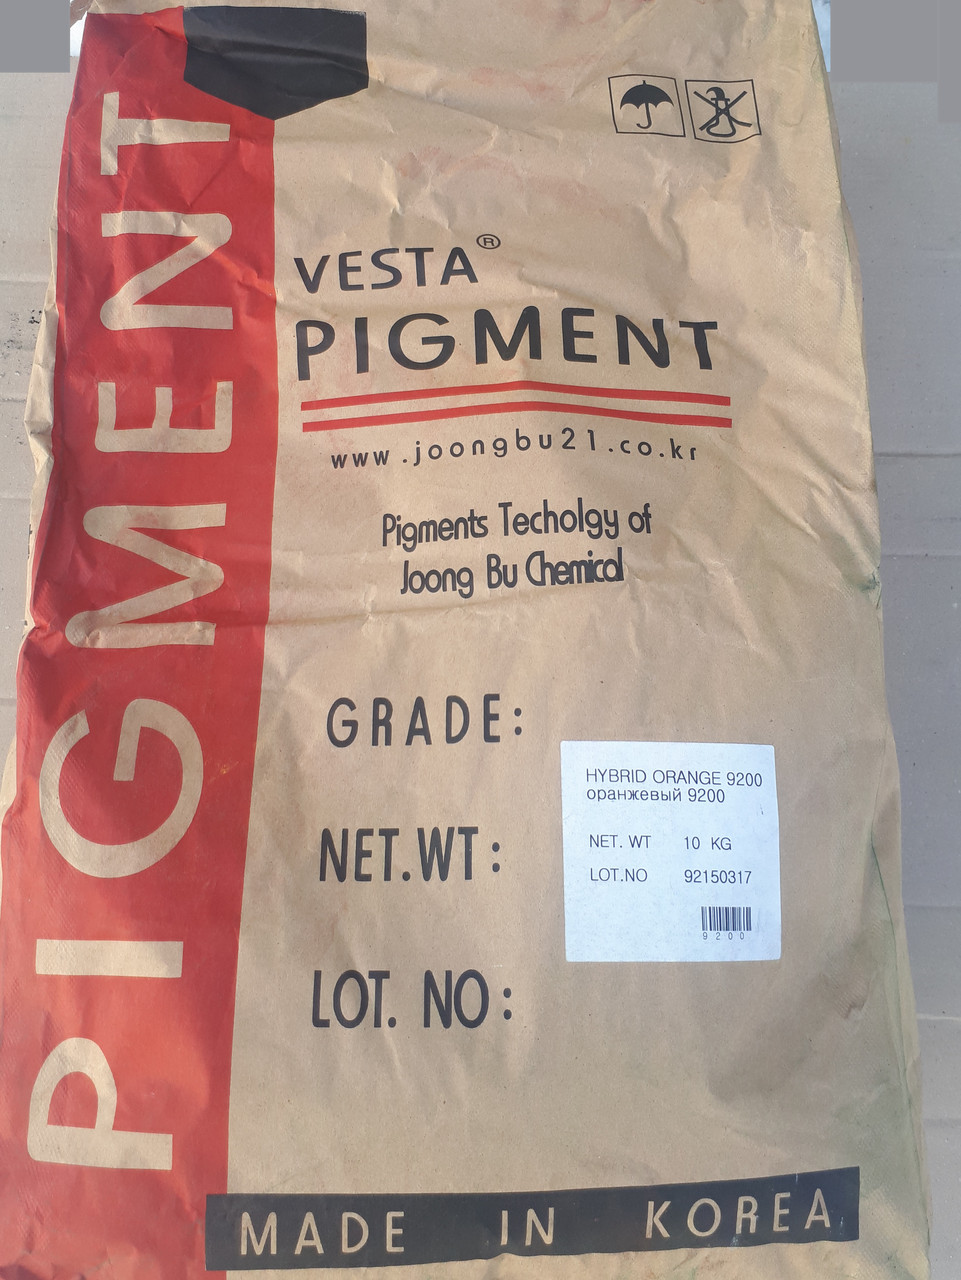 PIGMENT
VESTA®
PIGMENT
www.joongbu21.co.kr
Pigments Techolgy of
Joong Bu Chemical
GRADE:
HYBRID ORANGE 9200
оранжевый 9200
NET. WT 10 KG
LOT.NO 92150317
9200
NET.WT:
LOT. NO:
MADE IN KOREA